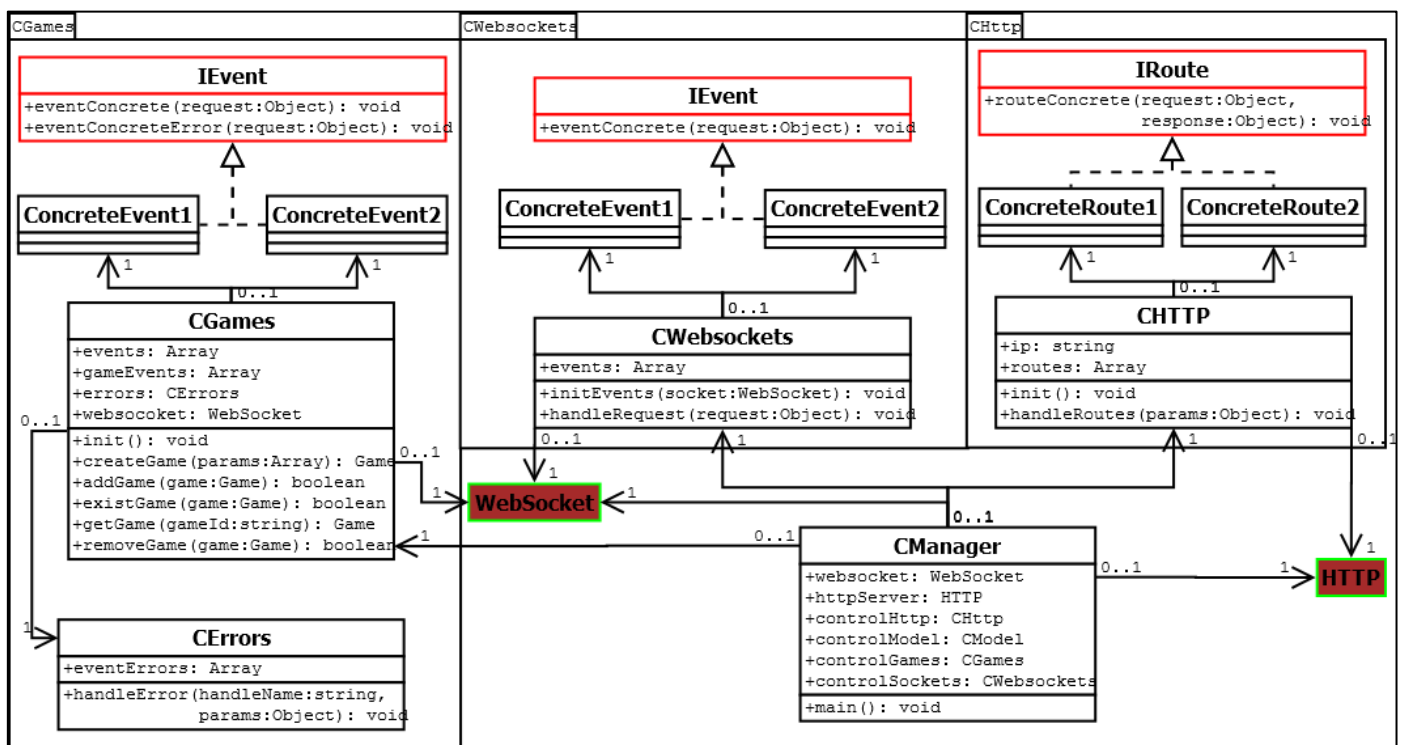 CGames
IEvent
+eventConcrete(request:Object): void
+eventConcreteError(request:Object): void
ConcreteEvent1
ConcreteEvent2
1
1
0..1
CGames
+events: Array
+gameEvents: Array
+errors: CErrors
+websocoket: WebSocket
+init(): void
+createGame(params:Array): Game
+addGame(game:Game): boolean
+existGame(game:Game): boolean
+getGame(gameId:string): Game
+removeGame(game:Game): boolean
0..1
0..1
1
1
1
CErrors
+eventErrors: Array
+handleError(handleName:string,
params:Object): void
CWebsockets
IEvent
+eventConcrete(request:Object): void
ConcreteEvent1
ConcreteEvent2
1
1
0..1
CWebsockets
+events: Array
+initEvents(socket:WebSocket): void
+handleRequest(request:Object): void
0..1
1
1
WebSocket
1
0..1
0..1
CManager
+websocket: WebSocket
+httpServer: HTTP
+controlHttp: CHttp
+controlModel: CModel
+controlGames: CGames
+controlSockets: CWebsockets
+main(): void
0..1
1
CHttp
IRoute
+routeConcrete(request:Object,
response:Object): void
ConcreteRoute1
ConcreteRoute2
1
1
0..1
CHTTP
+ip: string
+routes: Array
+init(): void
+handleRoutes(params:Object): void
1
0..1
1
HTTP